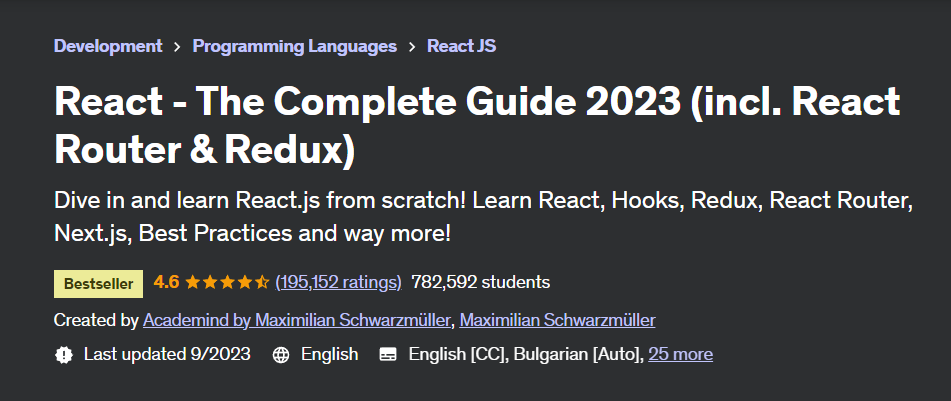 Development > Programming Languages > React JS
React - The Complete Guide 2023 (incl. React
Router & Redux)
Dive in and learn React.js from scratch! Learn React, Hooks, Redux, React Router,
Next.js, Best Practices and way more!
Bestseller 4.6 (195,152 ratings) 782,592 students
Created by Academind by Maximilian Schwarzmüller, Maximilian Schwarzmüller
Last updated 9/2023 English English [CC], Bulgarian [Auto], 25 more